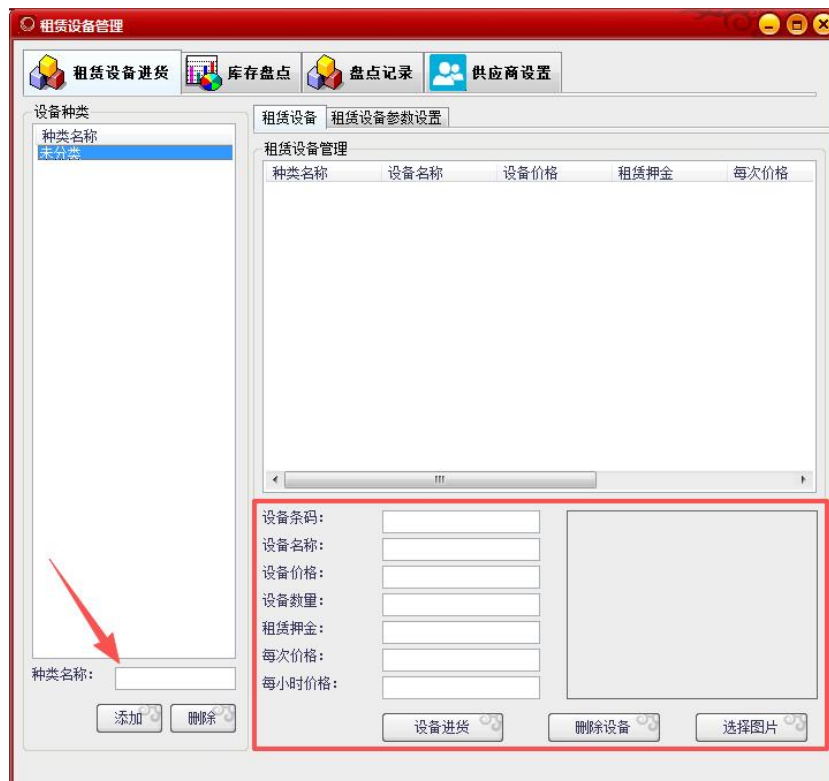 租赁设备管理
租赁设备进货 库存盘点 盘点记录 供应商设置
设备种类
种类名称
未分类
租赁设备 租赁设备参数设置
租赁设备管理
种类名称 设备名称 设备价格 租赁押金 每次价格
设备条码：
设备名称：
设备价格：
设备数量：
租赁押金：
每次价格：
每小时价格：
种类名称：
添加 删除
设备进货 删除设备 选择图片